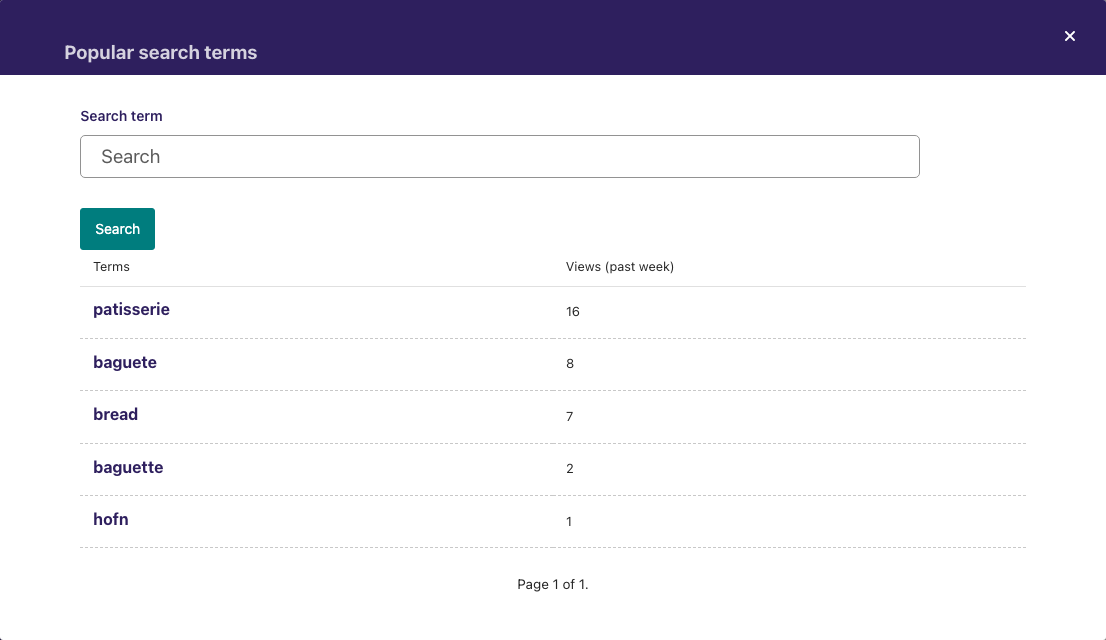 Popular search terms
Search term
Search
Search
Terms Views (past week)
patisserie 16
baguete 8
bread 7
baguette 2
hofn 1
Page 1 of 1.